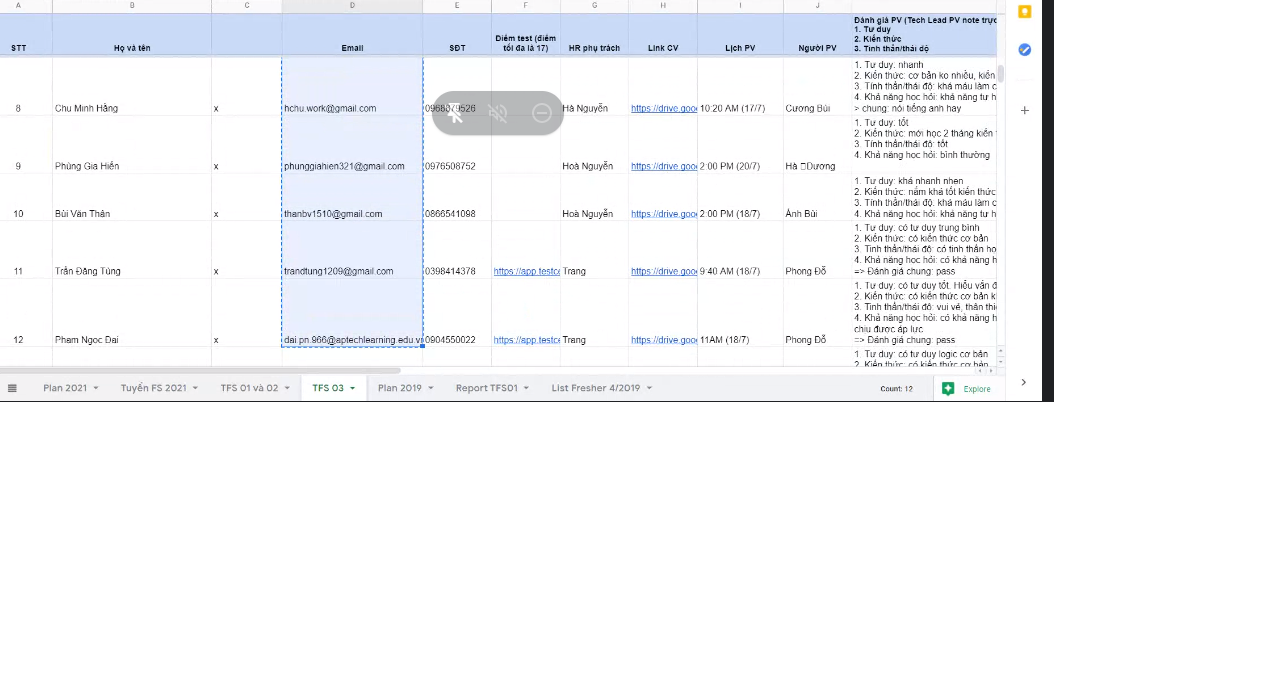 A B C D E F G H I J
STT Họ và tên Email SĐT Điểm test (điểm tối đa là 17) HR phụ trách Link CV Lịch PV Người PV
Đánh giá PV (Tech Lead PV note trực
1. Tư duy
2. Kiến thức
3. Tinh thần/thái độ
8 Chu Minh Hằng x hchu.work@gmail.com 0968379526 Hà Nguyễn https://drive.goo 10:20 AM (17/7) Cương Bùi
1. Tư duy: nhanh
2. Kiến thức: cơ bản ko nhiều, kiến
3. Tinh thần/thái độ: khá máu làm c
4. Khả năng học hỏi: khả năng tự h
> chung: nói tiếng anh hay
9 Phùng Gia Hiển x phunggiahien321@gmail.com 0976508752 Hoà Nguyễn https://drive.goo 2:00 PM (20/7) Hà Dương
1. Tư duy: tốt
2. Kiến thức: mới học 2 tháng kiến
3. Tinh thần/thái độ: tốt
4. Khả năng học hỏi: bình thường
10 Bùi Văn Thân x thanbv1510@gmail.com 0866541098 Hoà Nguyễn https://drive.goo 2:00 PM (18/7) Ánh Bùi
1. Tư duy: khá nhanh nhẹn
2. Kiến thức: nắm khá tốt kiến thức
3. Tinh thần/thái độ: khá máu làm c
4. Khả năng học hỏi: khả năng tự h
11 Trần Đăng Tùng x trandtung1209@gmail.com 0398414378 https://app.testce Trang https://drive.goo 9:40 AM (18/7) Phong Đỗ
1. Tư duy: có tư duy trung bình
2. Kiến thức: có kiến thức cơ bản
3. Tinh thần/thái độ: có tinh thần ho
4. Khả năng học hỏi: có khả năng h
=> Đánh giá chung: pass
12 Phạm Ngọc Đại x dai.pn.966@aptechlearning.edu.v 0904550022 https://app.testce Trang https://drive.goo 11AM (18/7) Phong Đỗ
1. Tư duy: có tư duy tốt. Hiểu vấn đ
2. Kiến thức: có kiến thức cơ bản k
3. Tinh thần/thái độ: vui vẻ, thân thiệ
4. Khả năng học hỏi: có khả năng h
chịu được áp lực
=> Đánh giá chung: pass
1. Tư duy: có tư duy logic cơ bản
2. Kiến thức: có kiến thức cơ bản
Plan 2021 Tuyển FS 2021 TFS 01 và 02 TFS 03 Plan 2019 Report TFS01 List Fresher 4/2019 Count: 12 Explore